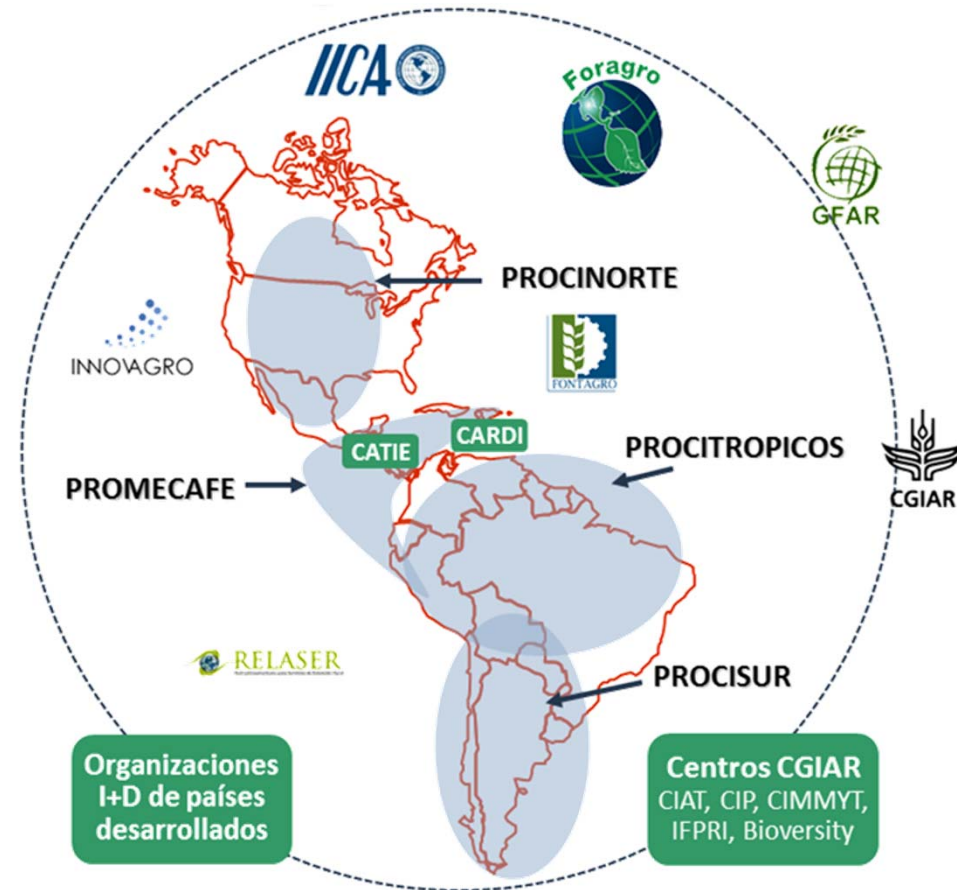 IICA
Foragro
GFAR
PROCINORTE
INNOVAGRO
FONTAGRO
CATIE
CARDI
PROCITROPICOS
PROMECAFE
CGIAR
RELASER
PROCISUR
Organizaciones
I+D de países
desarrollados
Centros CGIAR
CIAT, CIP, CIMMYT,
IFPRI, Bioversity